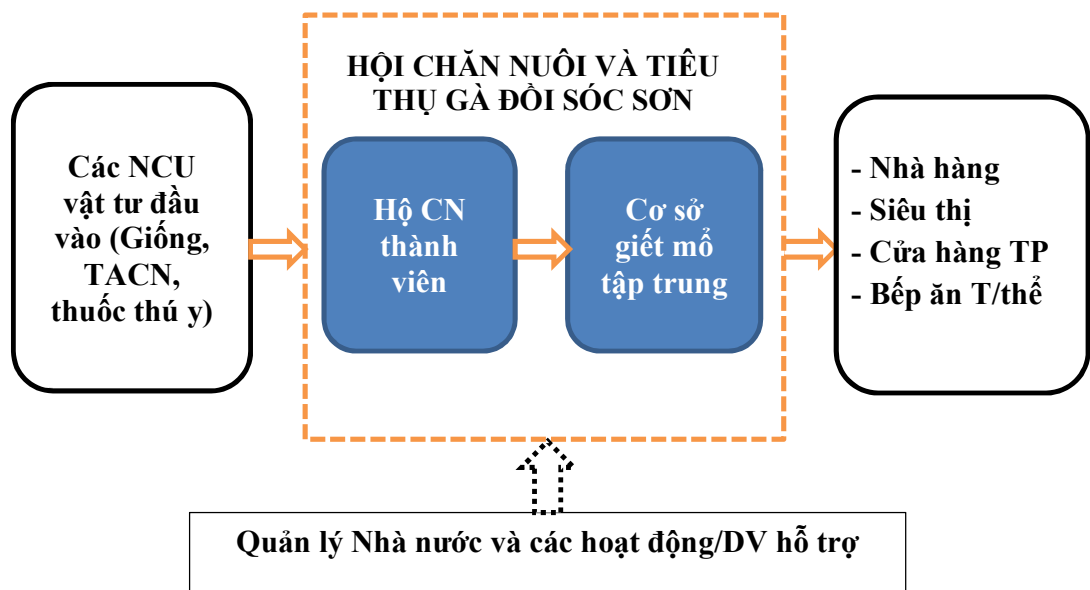 HỘI CHĂN NUÔI VÀ TIÊU
THỤ GÀ ĐỒI SÓC SƠN
Các NCU
vật tư đầu
vào (Giống,
TACN,
thuốc thú y)
Hộ CN
thành
viên
Cơ sở
giết mổ
tập trung
- Nhà hàng
- Siêu thị
- Cửa hàng TP
- Bếp ăn T/thể
Quản lý Nhà nước và các hoạt động/DV hỗ trợ